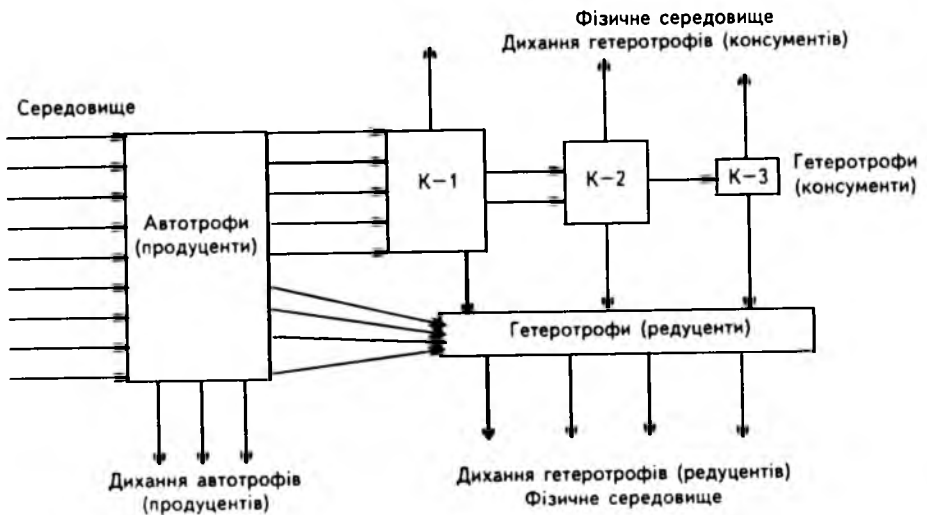 Фізичне середовище
Дихання гетеротрофів (консументів)
Середовище
К-1
К-2
К-3
Гетеротрофи
(консументи)
Автотрофи
(продуценти)
Гетеротрофи (редуценти)
Дихання автотрофів
(продуцентів)
Дихання гетеротрофів (редуцентів)
Фізичне середовище